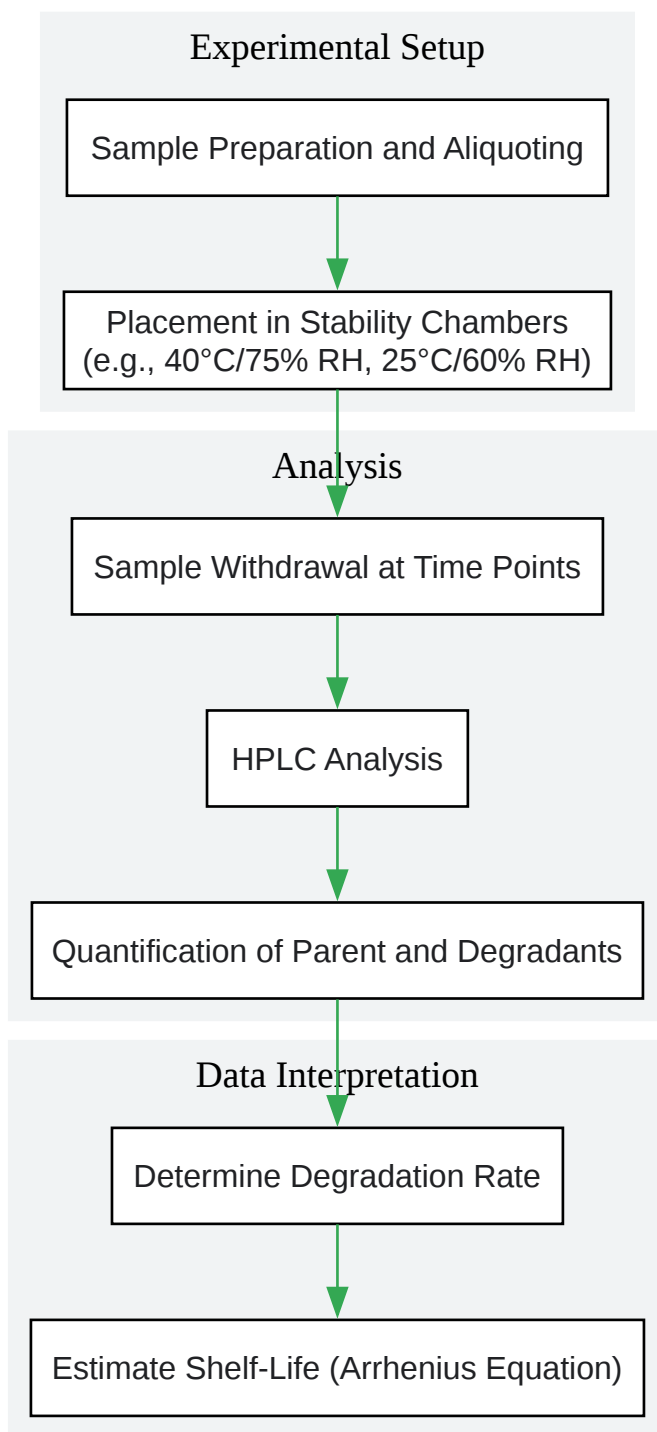 Experimental Setup
Sample Preparation and Aliquoting
Placement in Stability Chambers
(e.g., 40°C/75% RH, 25°C/60% RH)
Analysis
Sample Withdrawal at Time Points
HPLC Analysis
Quantification of Parent and Degradants
Data Interpretation
Determine Degradation Rate
Estimate Shelf-Life (Arrhenius Equation)